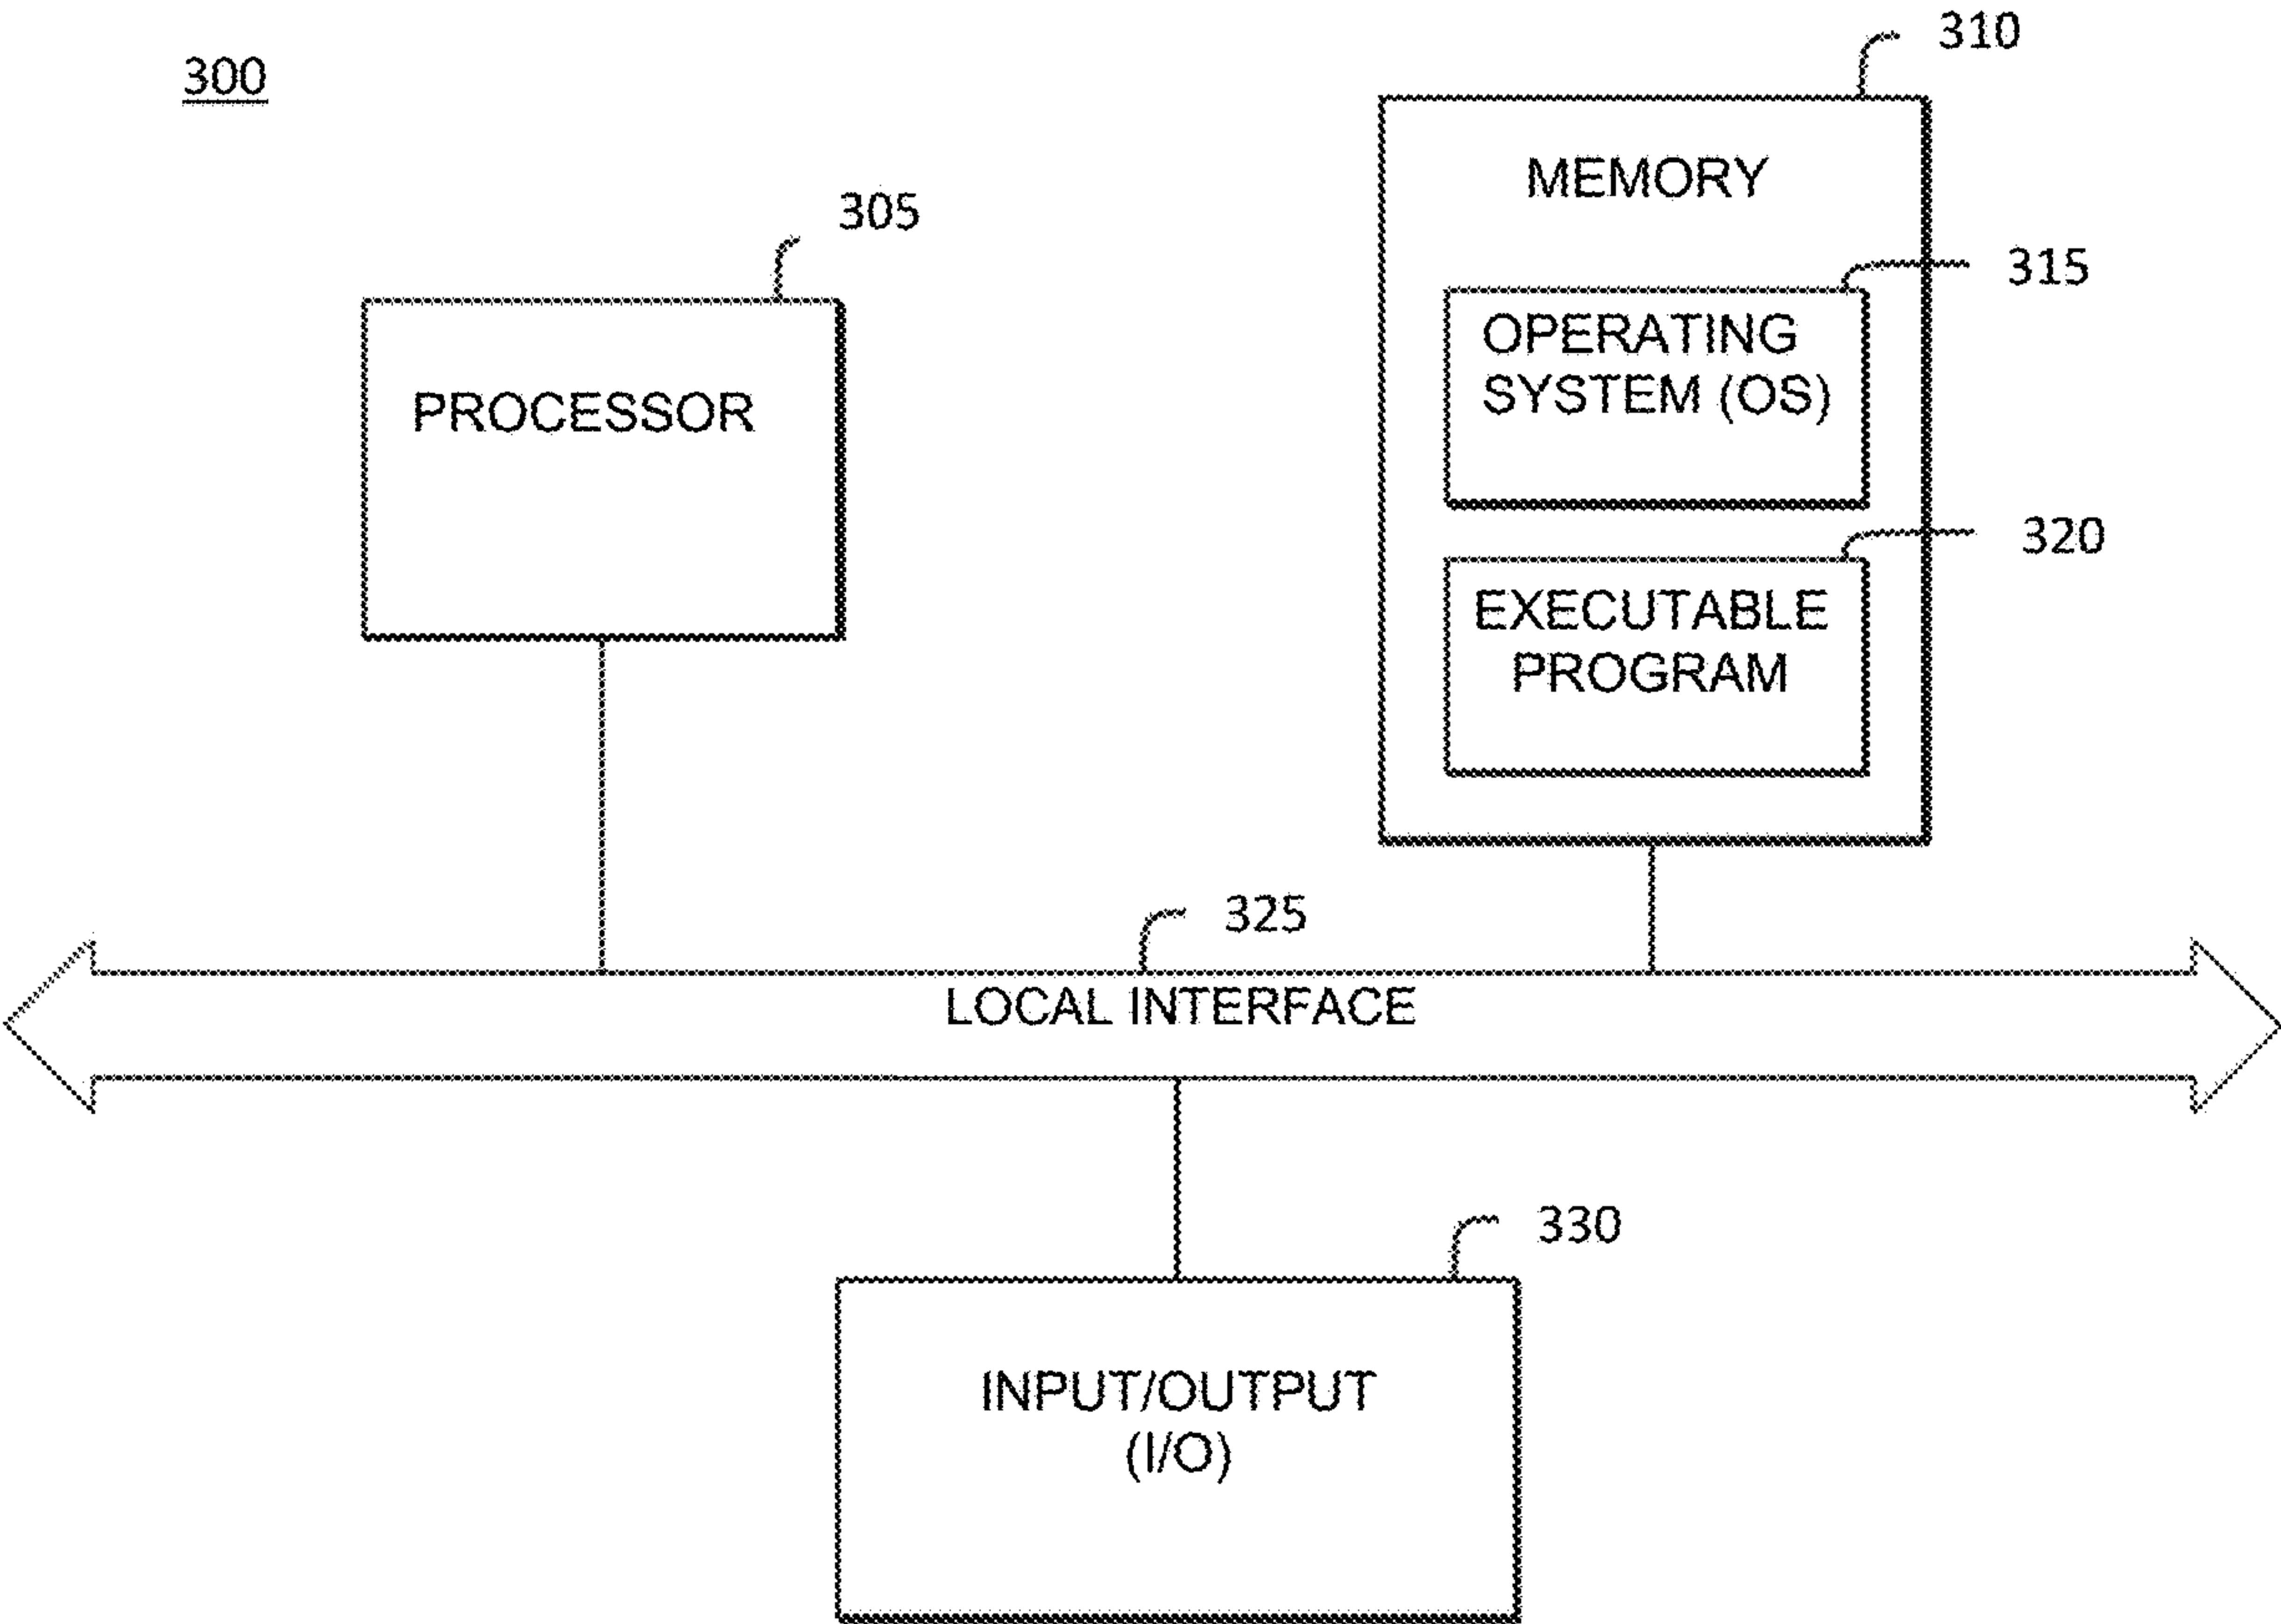 300
310
MEMORY
305
315
OPERATING
SYSTEM (OS)
PROCESSOR
320
EXECUTABLE
PROGRAM
325
LOCAL INTERFACE
330
INPUT/OUTPUT
(I/O)